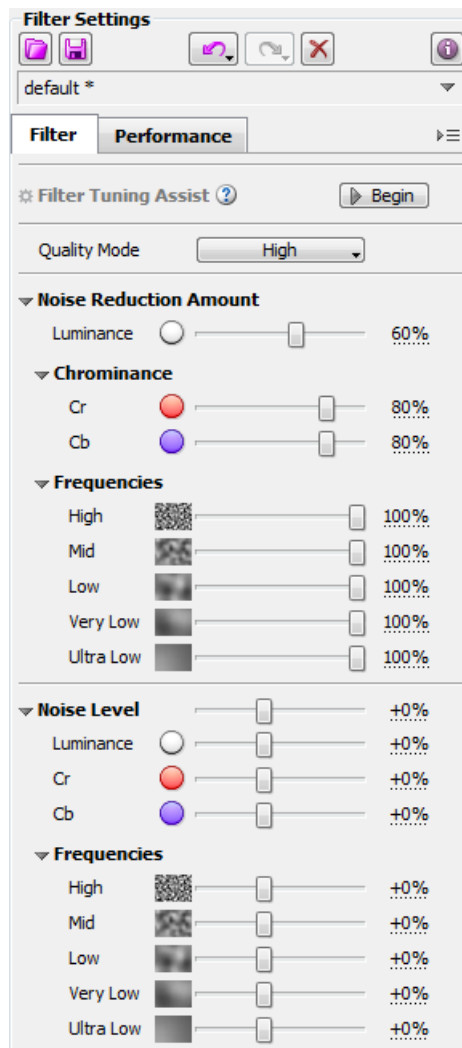 Filter Settings
default *
Filter Performance
Filter Tuning Assist ? Begin
Quality Mode High
Noise Reduction Amount
Luminance 60%
Chrominance
Cr 80%
Cb 80%
Frequencies
High 100%
Mid 100%
Low 100%
Very Low 100%
Ultra Low 100%
Noise Level +0%
Luminance +0%
Cr +0%
Cb +0%
Frequencies
High +0%
Mid +0%
Low +0%
Very Low +0%
Ultra Low +0%